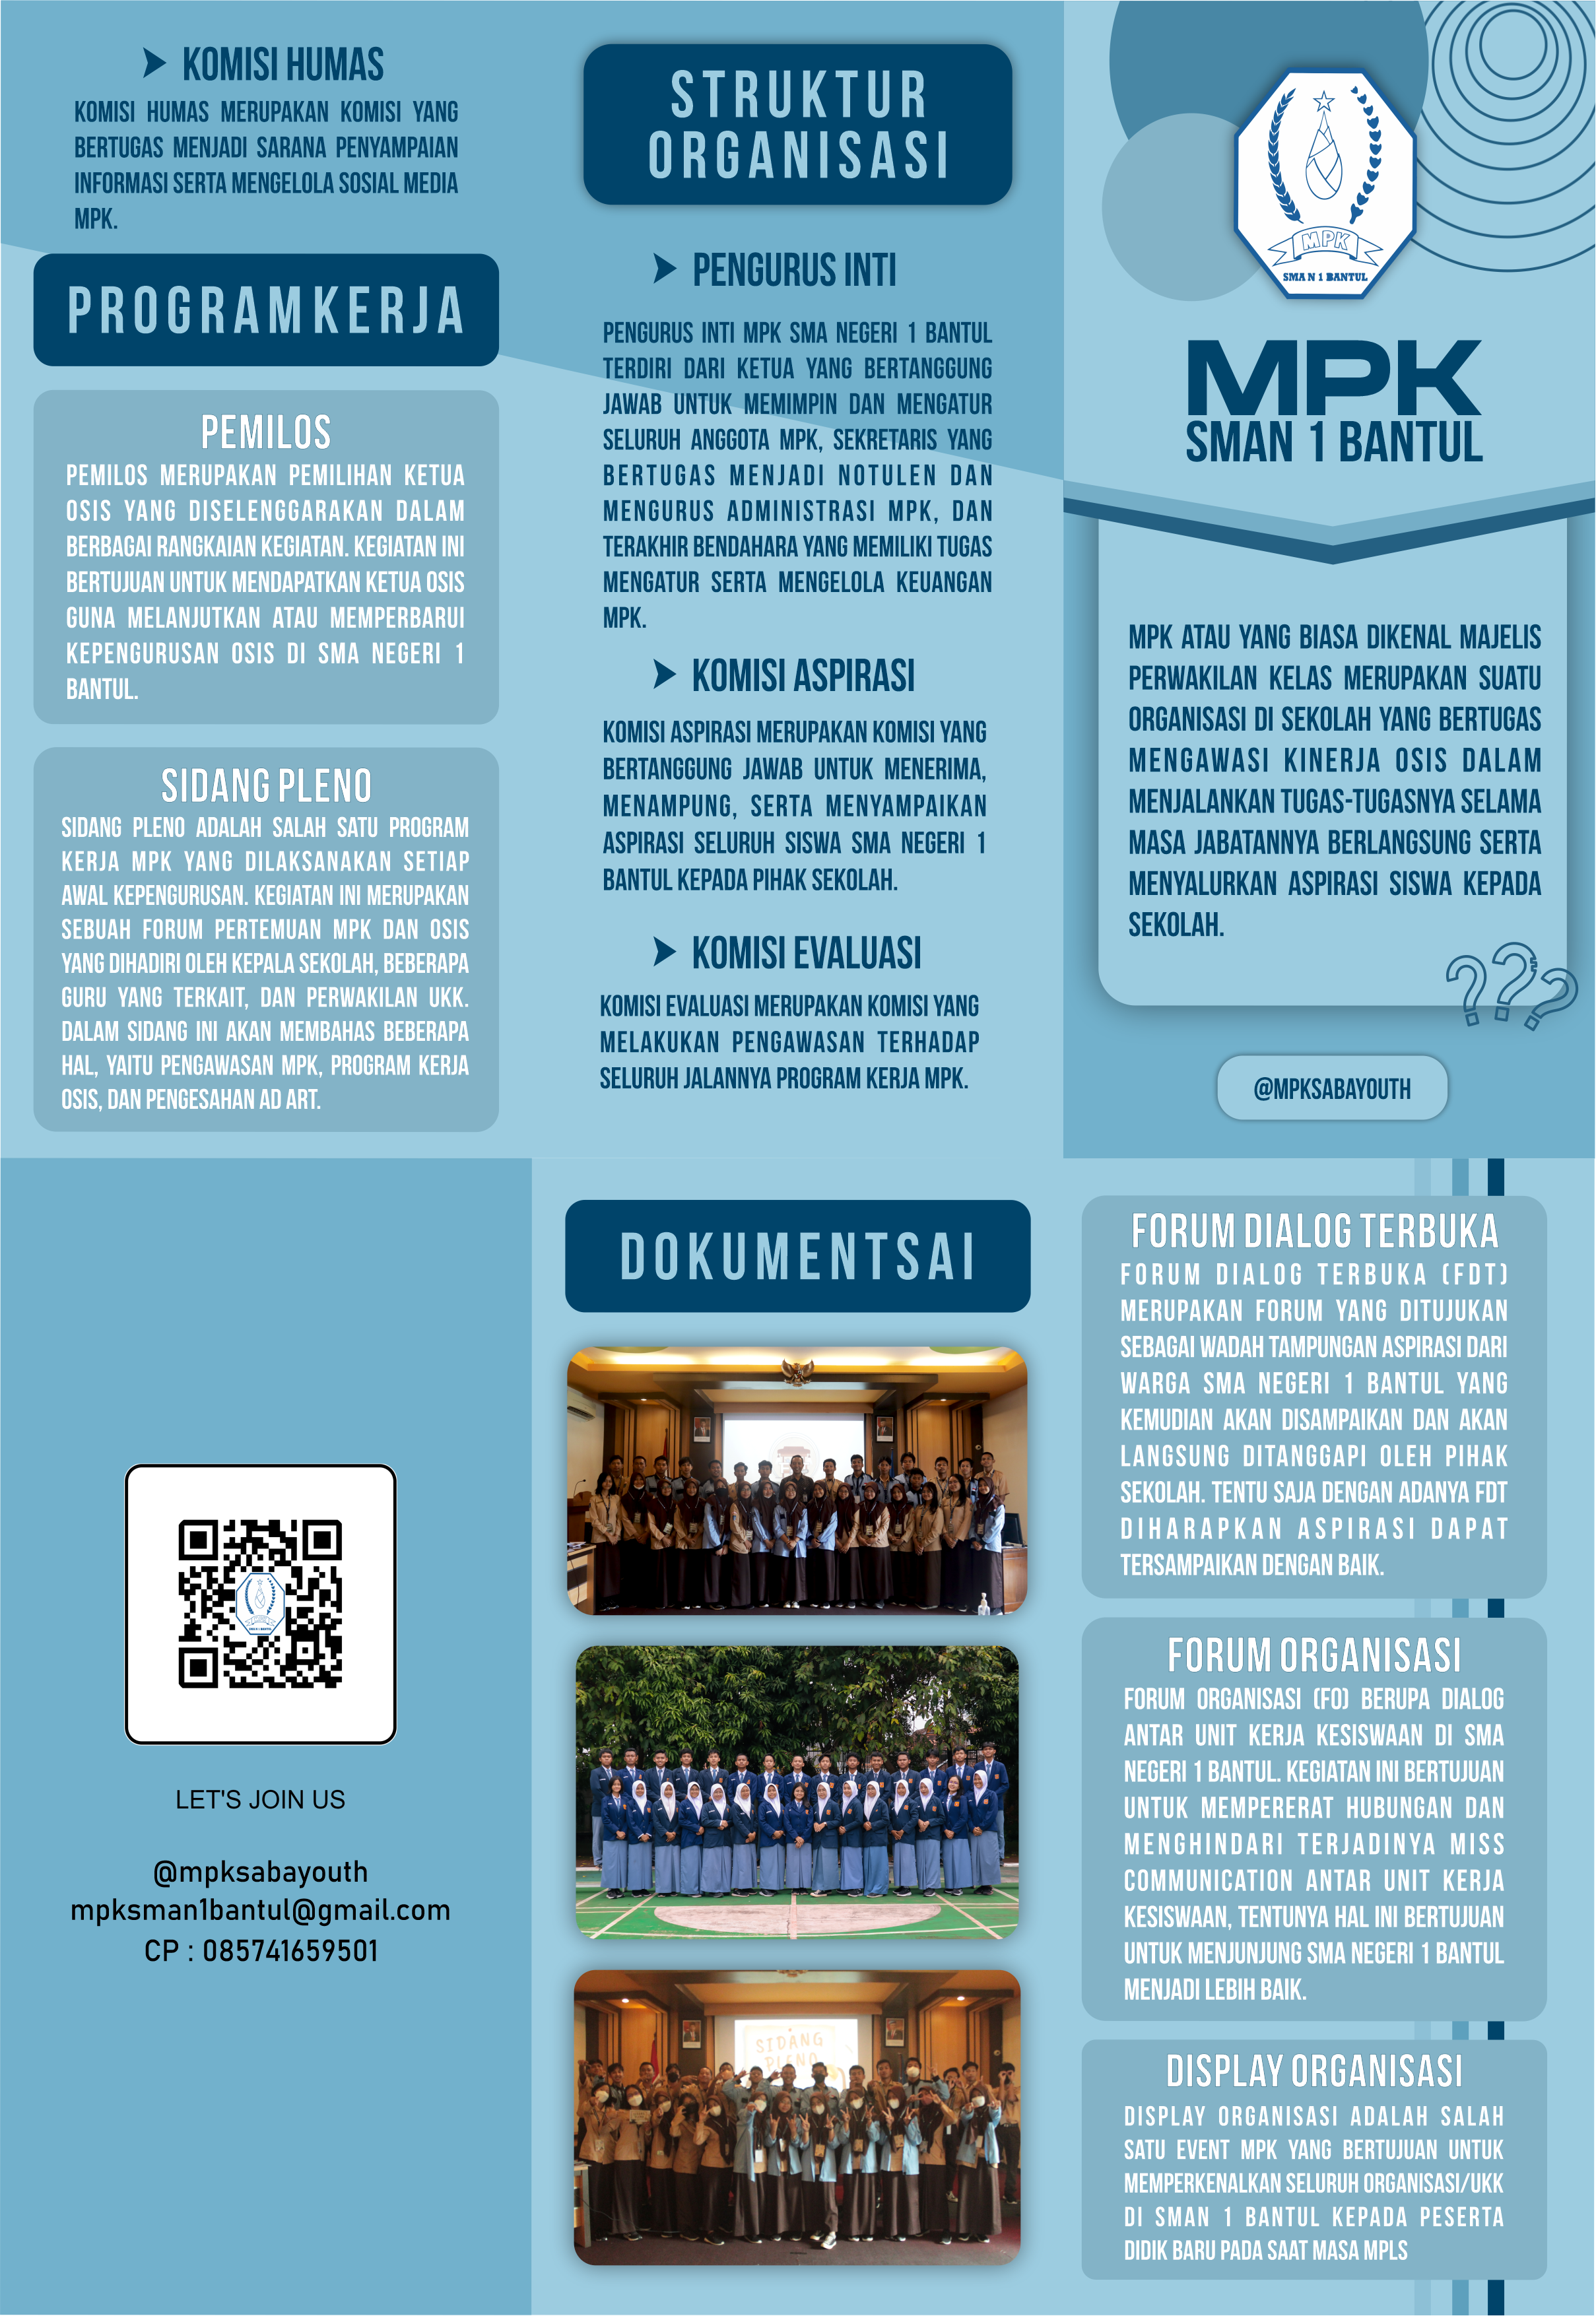 KOMISI HUMAS
KOMISI HUMAS MERUPAKAN KOMISI YANG
BERTUGAS MENJADI SARANA PENYAMPAIAN
INFORMASI SERTA MENGELOLA SOSIAL MEDIA
MPK.
PROGRAM KERJA
PEMILOS
PEMILOS MERUPAKAN PEMILIHAN KETUA
OSIS YANG DISELENGGARAKAN DALAM
BERBAGAI RANGKAIAN KEGIATAN. KEGIATAN INI
BERTUJUAN UNTUK MENDAPATKAN KETUA OSIS
GUNA MELANJUTKAN ATAU MEMPERBARUI
KEPENGURUSAN OSIS DI SMA NEGERI 1
BANTUL.
SIDANG PLENO
SIDANG PLENO ADALAH SALAH SATU PROGRAM
KERJA MPK YANG DILAKSANAKAN SETIAP
AWAL KEPENGURUSAN. KEGIATAN INI MERUPAKAN
SEBUAH FORUM PERTEMUAN MPK DAN OSIS
YANG DIHADIRI OLEH KEPALA SEKOLAH, BEBERAPA
GURU YANG TERKAIT, DAN PERWAKILAN UKK.
DALAM SIDANG INI AKAN MEMBAHAS BEBERAPA
HAL, YAITU PENGAWASAN MPK, PROGRAM KERJA
OSIS, DAN PENGESAHAN AD ART.
STRUKTUR
ORGANISASI
PENGURUS INTI
PENGURUS INTI MPK SMA NEGERI 1 BANTUL
TERDIRI DARI KETUA YANG BERTANGGUNG
JAWAB UNTUK MEMIMPIN DAN MENGATUR
SELURUH ANGGOTA MPK, SEKRETARIS YANG
BERTUGAS MENJADI NOTULEN DAN
MENGURUS ADMINISTRASI MPK, DAN
TERAKHIR BENDAHARA YANG MEMILIKI TUGAS
MENGATUR SERTA MENGELOLA KEUANGAN
MPK.
KOMISI ASPIRASI
KOMISI ASPIRASI MERUPAKAN KOMISI YANG
BERTANGGUNG JAWAB UNTUK MENERIMA,
MENAMPUNG, SERTA MENYAMPAIKAN
ASPIRASI SELURUH SISWA SMA NEGERI 1
BANTUL KEPADA PIHAK SEKOLAH.
KOMISI EVALUASI
KOMISI EVALUASI MERUPAKAN KOMISI YANG
MELAKUKAN PENGAWASAN TERHADAP
SELURUH JALANNYA PROGRAM KERJA MPK.
MPK
SMA N 1 BANTUL
MPK
SMAN 1 BANTUL
MPK ATAU YANG BIASA DIKENAL MAJELIS
PERWAKILAN KELAS MERUPAKAN SUATU
ORGANISASI DI SEKOLAH YANG BERTUGAS
MENGAWASI KINERJA OSIS DALAM
MENJALANKAN TUGAS-TUGASNYA SELAMA
MASA JABATANNYA BERLANGSUNG SERTA
MENYALURKAN ASPIRASI SISWA KEPADA
SEKOLAH.
???
@MPKSABAYOUTH
LET'S JOIN US
@mpksabayouth
mpksman1bantul@gmail.com
CP : 085741659501
DOKUMENTSAI
SIDANG
PLENO
FORUM DIALOG TERBUKA
FORUM DIALOG TERBUKA (FDT)
MERUPAKAN FORUM YANG DITUJUKAN
SEBAGAI WADAH TAMPUNGAN ASPIRASI DARI
WARGA SMA NEGERI 1 BANTUL YANG
KEMUDIAN AKAN DISAMPAIKAN DAN AKAN
LANGSUNG DITANGGAPI OLEH PIHAK
SEKOLAH. TENTU SAJA DENGAN ADANYA FDT
DIHARAPKAN ASPIRASI DAPAT
TERSAMPAIKAN DENGAN BAIK.
FORUM ORGANISASI
FORUM ORGANISASI (FO) BERUPA DIALOG
ANTAR UNIT KERJA KESISWAAN DI SMA
NEGERI 1 BANTUL. KEGIATAN INI BERTUJUAN
UNTUK MEMPERERAT HUBUNGAN DAN
MENGHINDARI TERJADINYA MISS
COMMUNICATION ANTAR UNIT KERJA
KESISWAAN, TENTUNYA HAL INI BERTUJUAN
UNTUK MENJUNJUNG SMA NEGERI 1 BANTUL
MENJADI LEBIH BAIK.
DISPLAY ORGANISASI
DISPLAY ORGANISASI ADALAH SALAH
SATU EVENT MPK YANG BERTUJUAN UNTUK
MEMPERKENALKAN SELURUH ORGANISASI/UKK
DI SMAN 1 BANTUL KEPADA PESERTA
DIDIK BARU PADA SAAT MASA MPLS